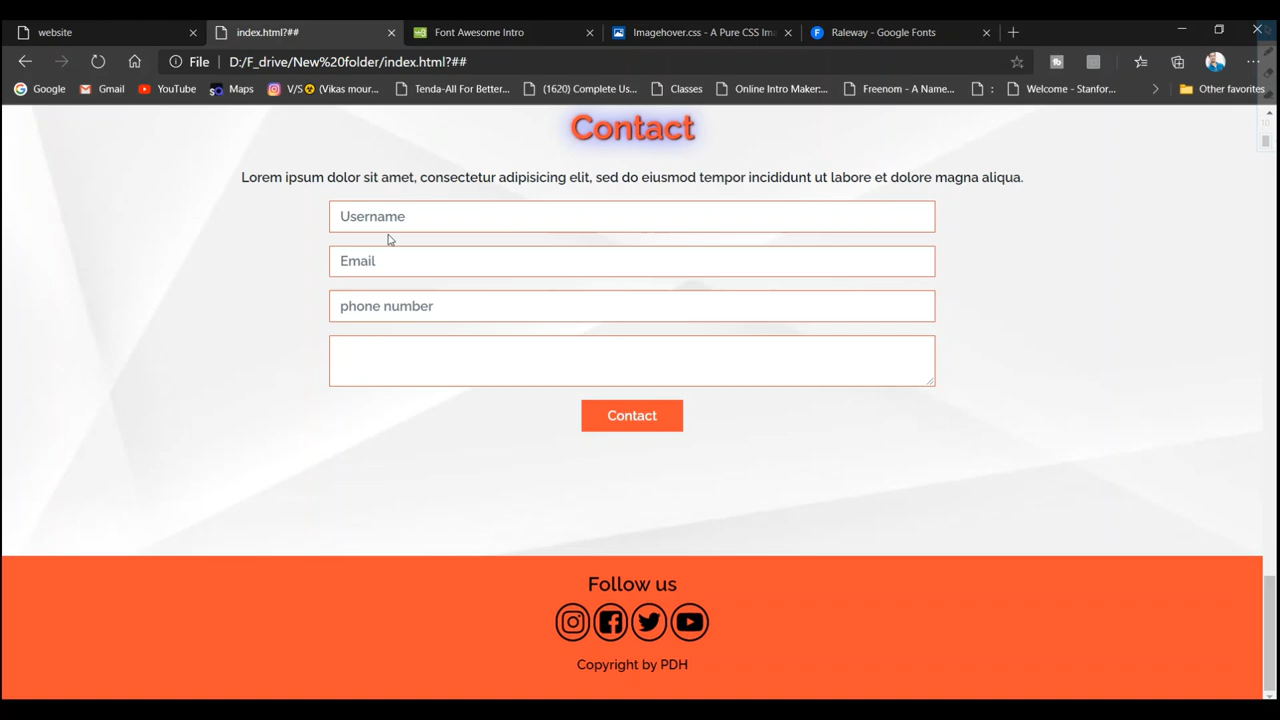 website
index.html?##
Font Awesome Intro
Imagehover.css - A Pure CSS Im
Raleway - Google Fonts
File
D:/F_drive/New%20folder/index.html?##
Google
Gmail
YouTube
Maps
V/S (Vikas mour...
Tenda-All For Better...
(1620) Complete Us...
Classes
Online Intro Maker:...
Freenom - A Name...
:
Welcome - Stanfor...
Other favorites
10
Contact
Lorem ipsum dolor sit amet, consectetur adipisicing elit, sed do eiusmod tempor incididunt ut labore et dolore magna aliqua.
Username
Email
phone number
Contact
Follow us
Copyright by PDH